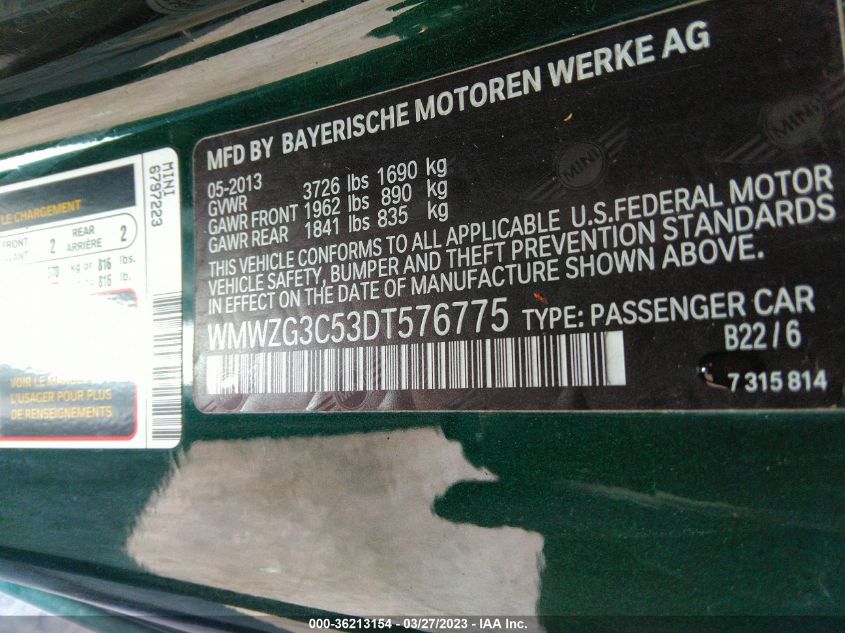 MFD BY BAYERISCHE MOTOREN WERKE AG
05-2013
GVWR 3726 lbs 1690 kg
GAWR FRONT 1962 lbs 890 kg
GAWR REAR 1841 lbs 835 kg
THIS VEHICLE CONFORMS TO ALL APPLICABLE U.S.FEDERAL MOTOR
VEHICLE SAFETY, BUMPER AND THEFT PREVENTION STANDARDS
IN EFFECT ON THE DATE OF MANUFACTURE SHOWN ABOVE.
WMWZG3C53DT576775 TYPE: PASSENGER CAR
B22/6
7 315 814
MINI
6797223
LE CHARGEMENT
FRONT 2 REAR 2
ARRIÈRE
kg or 816 lbs.
816 lb.
VOIR LE MANUEL
L'USAGER POUR PLUS
DE RENSEIGNEMENTS
MINI
MINI
000-36213154 - 03/27/2023 - IAA Inc.